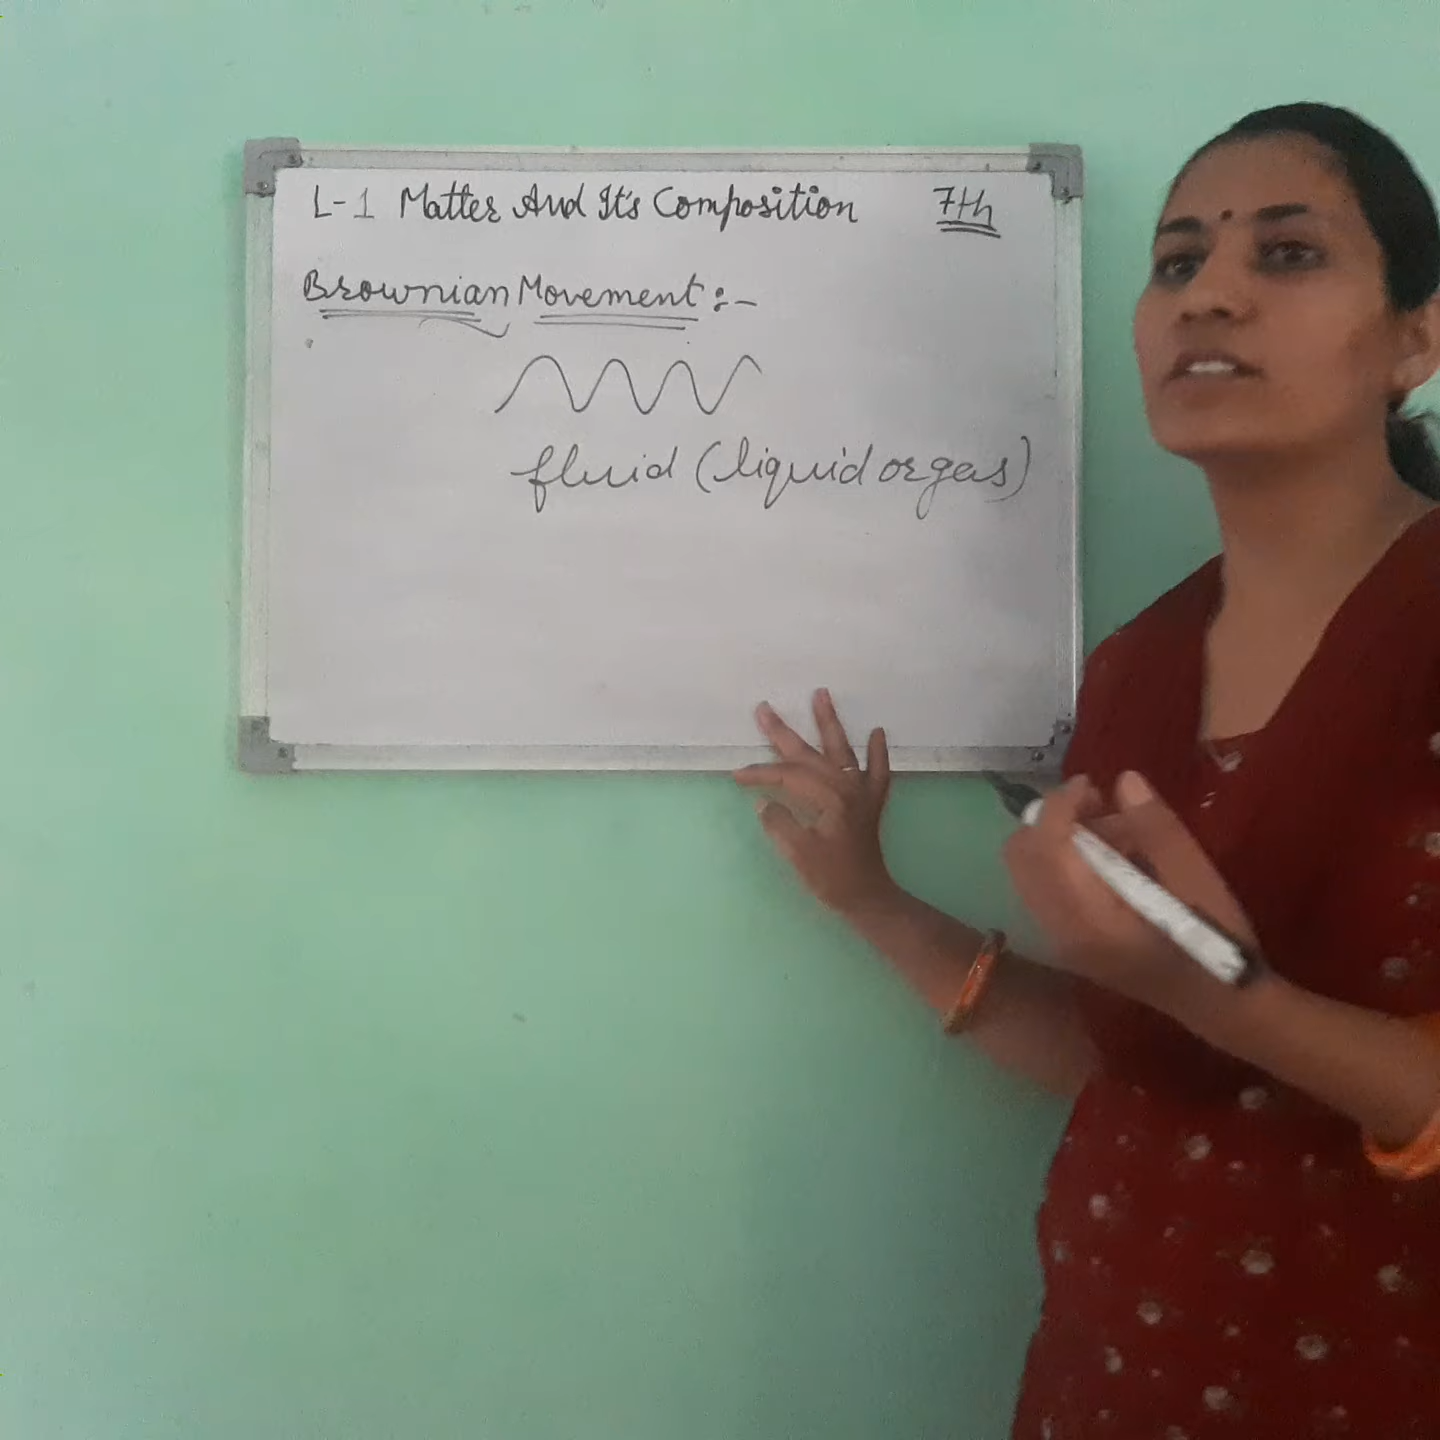 L-1 Matter And It's Composition 7th
Brownian Movement :-
fluid (liquid or gas)